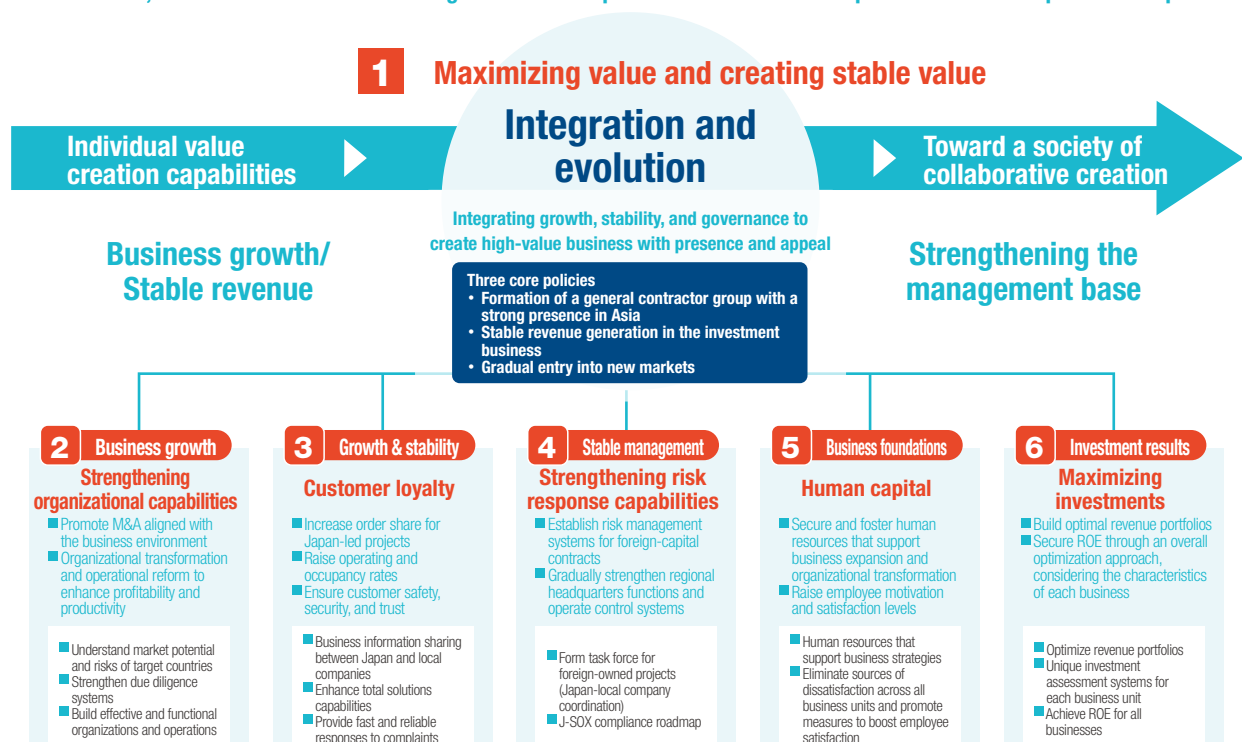 1
Maximizing value and creating stable value
Individual value
creation capabilities
Integration and
evolution
Toward a society of
collaborative creation
Integrating growth, stability, and governance to
create high-value business with presence and appeal
Business growth/
Stable revenue
Strengthening the
management base
Three core policies
• Formation of a general contractor group with a
strong presence in Asia
• Stable revenue generation in the investment
business
• Gradual entry into new markets
2 Business growth
Strengthening
organizational capabilities
Promote M&A aligned with
the business environment
Organizational transformation
and operational reform to
enhance profitability and
productivity
Understand market potential
and risks of target countries
Strengthen due diligence
systems
Build effective and functional
organizations and operations
3 Growth & stability
Customer loyalty
Increase order share for
Japan-led projects
Raise operating and
occupancy rates
Ensure customer safety,
security, and trust
Business information sharing
between Japan and local
companies
Enhance total solutions
capabilities
Provide fast and reliable
responses to complaints
4 Stable management
Strengthening risk
response capabilities
Establish risk management
systems for foreign-capital
contracts
Gradually strengthen regional
headquarters functions and
operate control systems
Form task force for
foreign-owned projects
(Japan-local company
coordination)
J-SOX compliance roadmap
5 Business foundations
Human capital
Secure and foster human
resources that support
business expansion and
organizational transformation
Raise employee motivation
and satisfaction levels
Human resources that
support business strategies
Eliminate sources of
dissatisfaction across all
business units and promote
measures to boost employee
satisfaction
6 Investment results
Maximizing
investments
Build optimal revenue portfolios
Secure ROE through an overall
optimization approach,
considering the characteristics
of each business
Optimize revenue portfolios
Unique investment
assessment systems for
each business unit
Achieve ROE for all
businesses